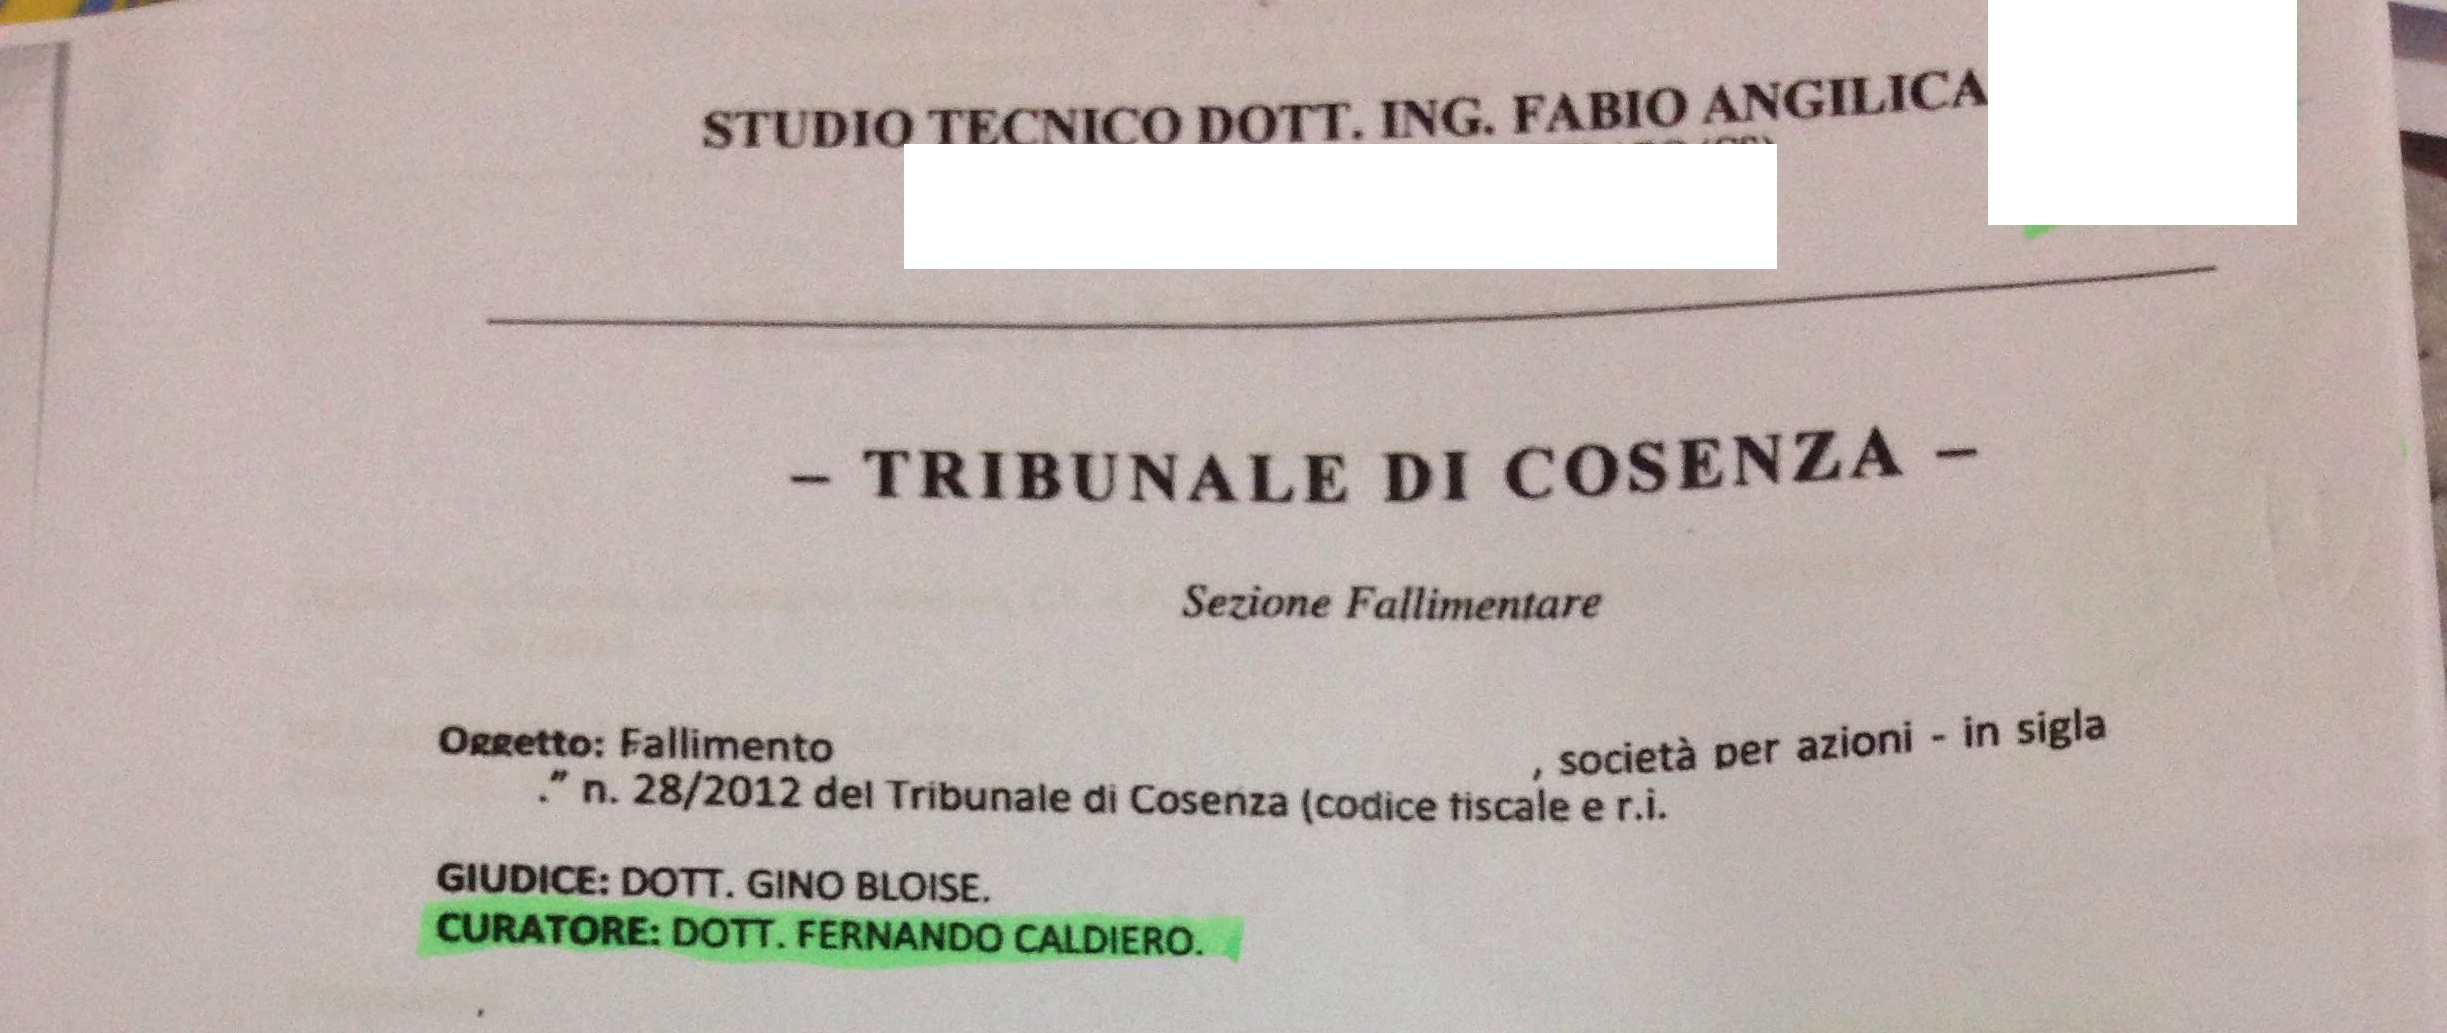 STUDIO TECNICO DOTT. ING. FABIO ANGILICA
– TRIBUNALE DI COSENZA –
Sezione Fallimentare
Oggetto: Fallimento , società per azioni - in sigla
.” n. 28/2012 del Tribunale di Cosenza (codice fiscale e r.i.
GIUDICE: DOTT. GINO BLOISE.
CURATORE: DOTT. FERNANDO CALDIERO.